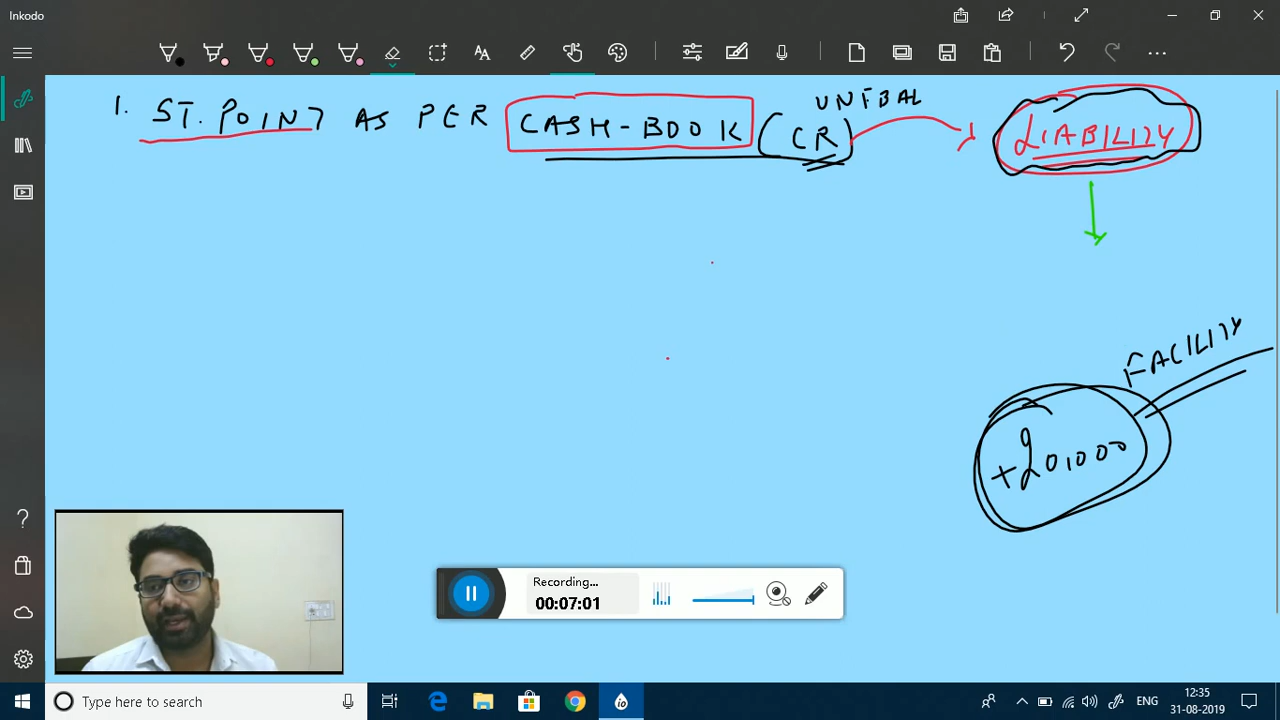 Inkodo
1. ST. POINT AS PER CASH-BOOK (CR)
UNFBAL
LIABILITY
FACILITY
+20,000
Recording...
00:07:01
Type here to search
ENG
12:35
31-08-2019